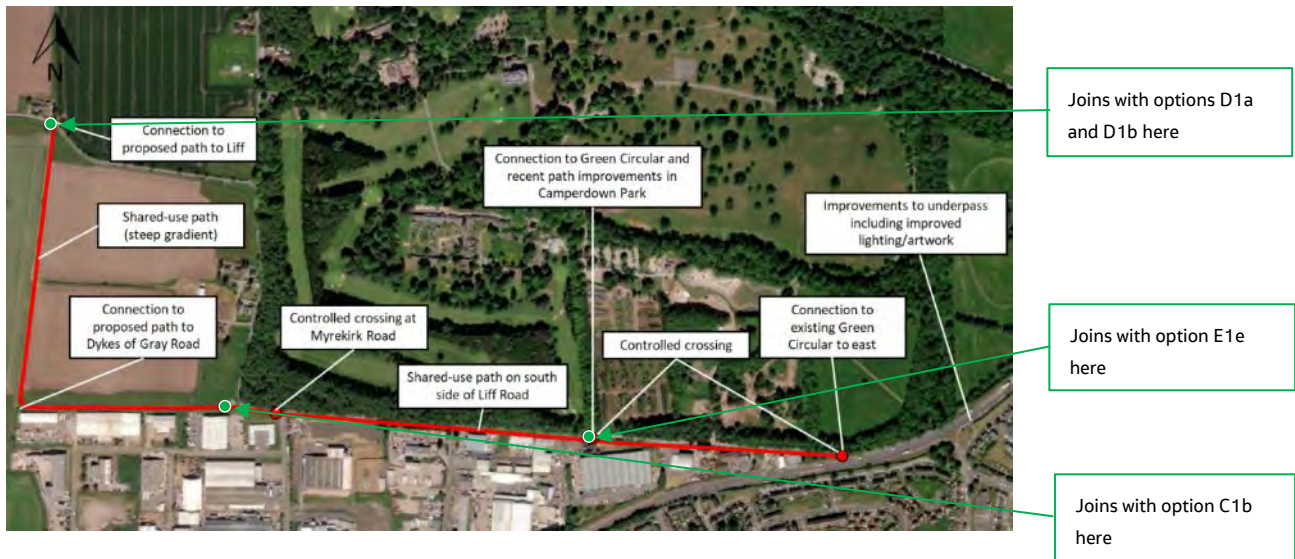 N
Connection to
proposed path to Liff
Shared-use path
(steep gradient)
Connection to
proposed path to
Dykes of Gray Road
Controlled crossing at
Myrekirk Road
Shared-use path on south
side of Liff Road
Connection to Green Circular and
recent path improvements in
Camperdown Park
Controlled crossing
Connection to
existing Green
Circular to east
Improvements to underpass
including improved
lighting/artwork
Joins with options D1a
and D1b here
Joins with option E1e
here
Joins with option C1b
here